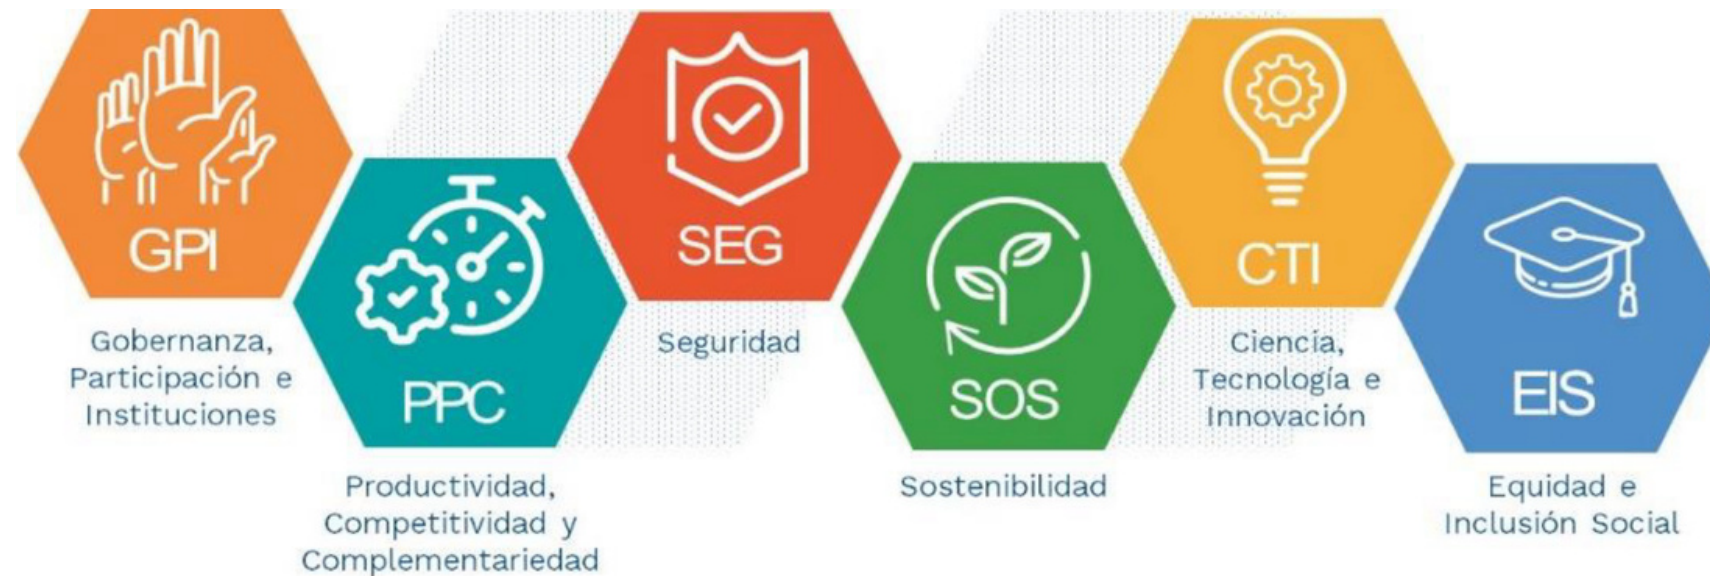 GPI
Gobernanza,
Participación e
Instituciones
PPC
Productividad,
Competitividad y
Complementariedad
SEG
Seguridad
SOS
Sostenibilidad
CTI
Ciencia,
Tecnología e
Innovación
EIS
Equidad e
Inclusión Social